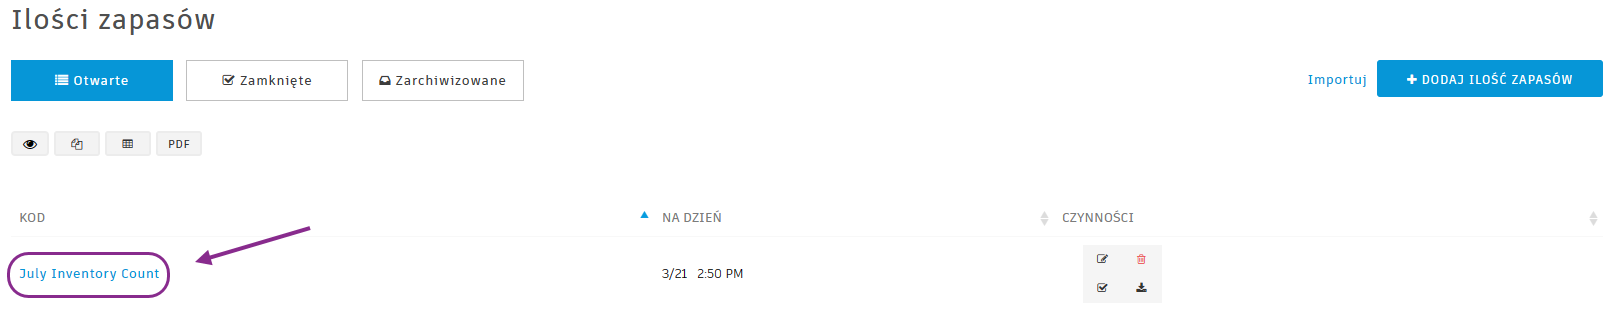 Ilości zapasów
Otwarte Zamknięte Zarchiwizowane Importuj DODAJ ILOŚĆ ZAPASÓW
PDF
KOD NA DZIEŃ CZYNNOŚCI
July Inventory Count 3/21 2:50 PM